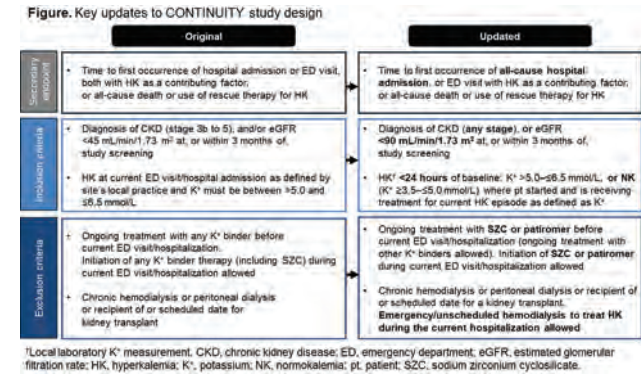 Figure. Key updates to CONTINUITY study design
Original
Updated
Secondary
endpoint
• Time to first occurrence of hospital admission or ED visit,
both with HK as a contributing factor,
or all-cause death or use of rescue therapy for HK
• Time to first occurrence of all-cause hospital
admission, or ED visit with HK as a contributing factor,
or all-cause death or use of rescue therapy for HK
Inclusion criteria
• Diagnosis of CKD (stage 3b to 5), and/or eGFR
<45 mL/min/1.73 m² at, or within 3 months of,
study screening
• HK at current ED visit/hospital admission as defined by
site's local practice and K⁺ must be between >5.0 and
≤6.5 mmol/L
• Diagnosis of CKD (any stage), or eGFR
<90 mL/min/1.73 m² at, or within 3 months of,
study screening
• HK† <24 hours of baseline: K⁺ >5.0–≤6.5 mmol/L, or NK
(K⁺ ≥3.5–≤5.0 mmol/L) where pt started and is receiving
treatment for current HK episode as defined as K⁺
Exclusion criteria
• Ongoing treatment with any K⁺ binder before
current ED visit/hospitalization.
Initiation of any K⁺ binder therapy (including SZC) during
current ED visit/hospitalization allowed
• Chronic hemodialysis or peritoneal dialysis
or recipient of or scheduled date for
kidney transplant
• Ongoing treatment with SZC or patiromer before
current ED visit/hospitalization (ongoing treatment with
other K⁺ binders allowed). Initiation of SZC or patiromer
during current ED visit/hospitalization allowed
• Chronic hemodialysis or peritoneal dialysis or recipient of
or scheduled date for a kidney transplant.
Emergency/unscheduled hemodialysis to treat HK
during the current hospitalization allowed
†Local laboratory K⁺ measurement. CKD, chronic kidney disease; ED, emergency department; eGFR, estimated glomerular
filtration rate; HK, hyperkalemia; K⁺, potassium; NK, normokalemia; pt, patient; SZC, sodium zirconium cyclosilicate.